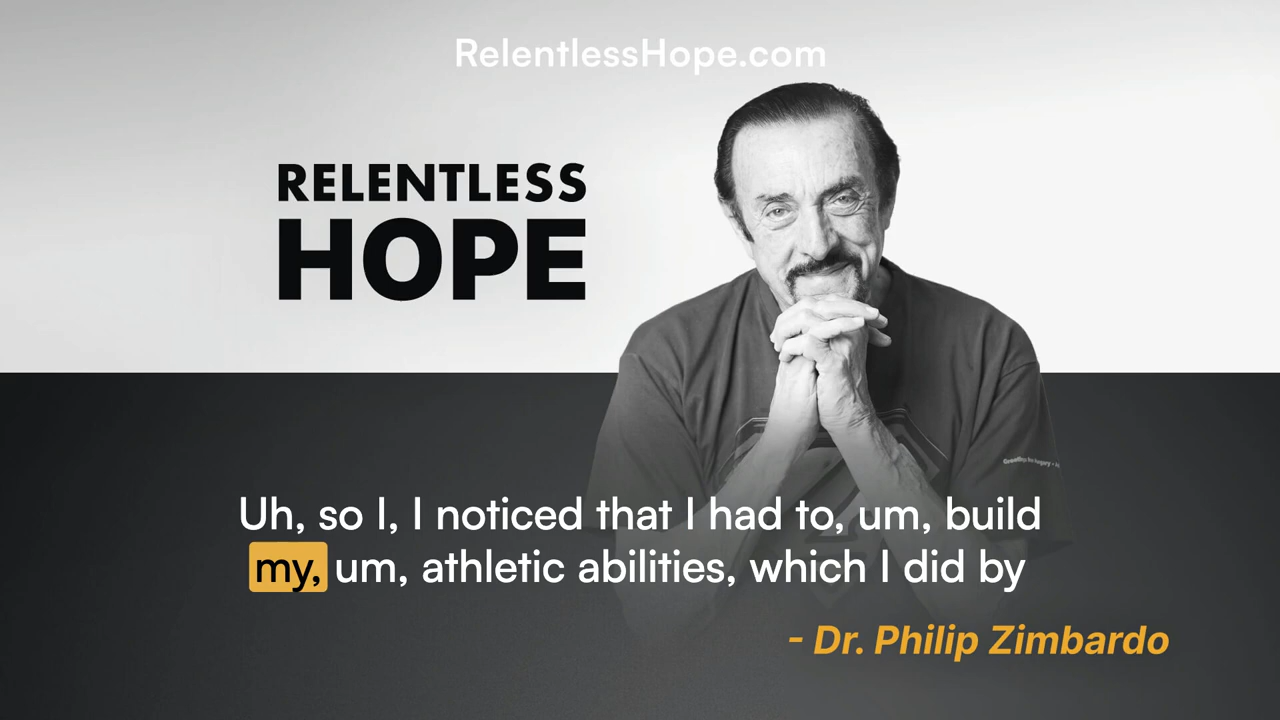 RelentlessHope.com
RELENTLESS
HOPE
Uh, so I, I noticed that I had to, um, build
my, um, athletic abilities, which I did by
- Dr. Philip Zimbardo